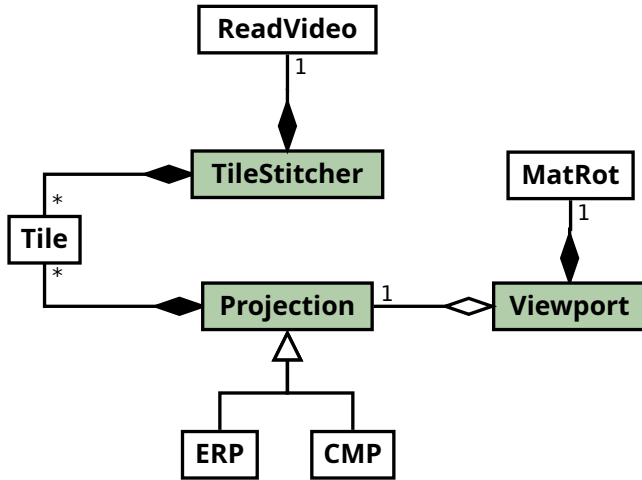 ReadVideo
1
TileStitcher
MatRot
1
*
Tile
*
Projection
1
Viewport
ERP
CMP